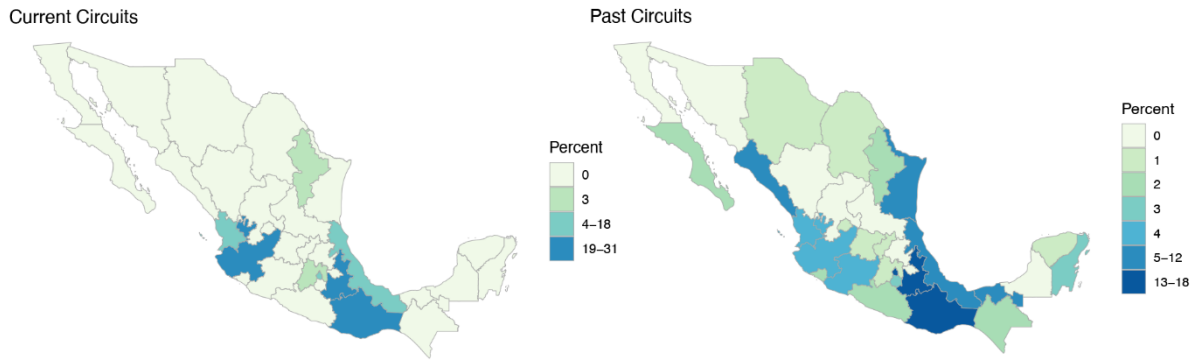 Current Circuits
Past Circuits
Percent
0
3
4–18
19–31
Percent
0
1
2
3
4
5–12
13–18